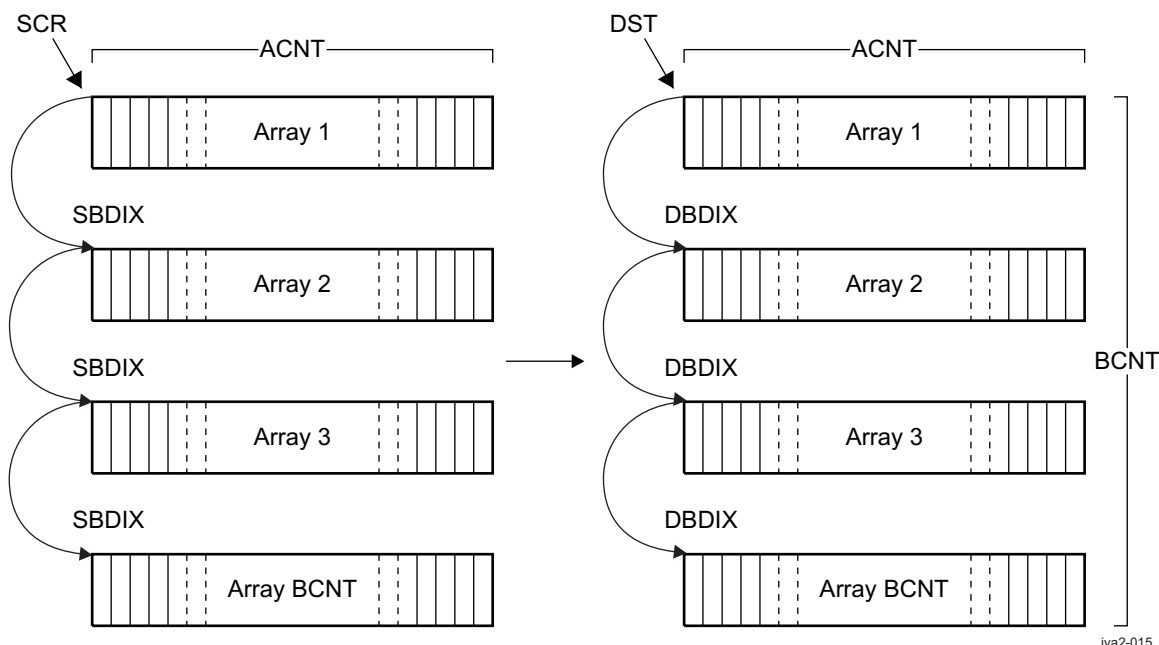 SCR
ACNT
DST
ACNT
Array 1
Array 1
SBDIX
DBDIX
Array 2
Array 2
SBDIX
DBDIX
BCNT
Array 3
Array 3
SBDIX
DBDIX
Array BCNT
Array BCNT
iva2-015